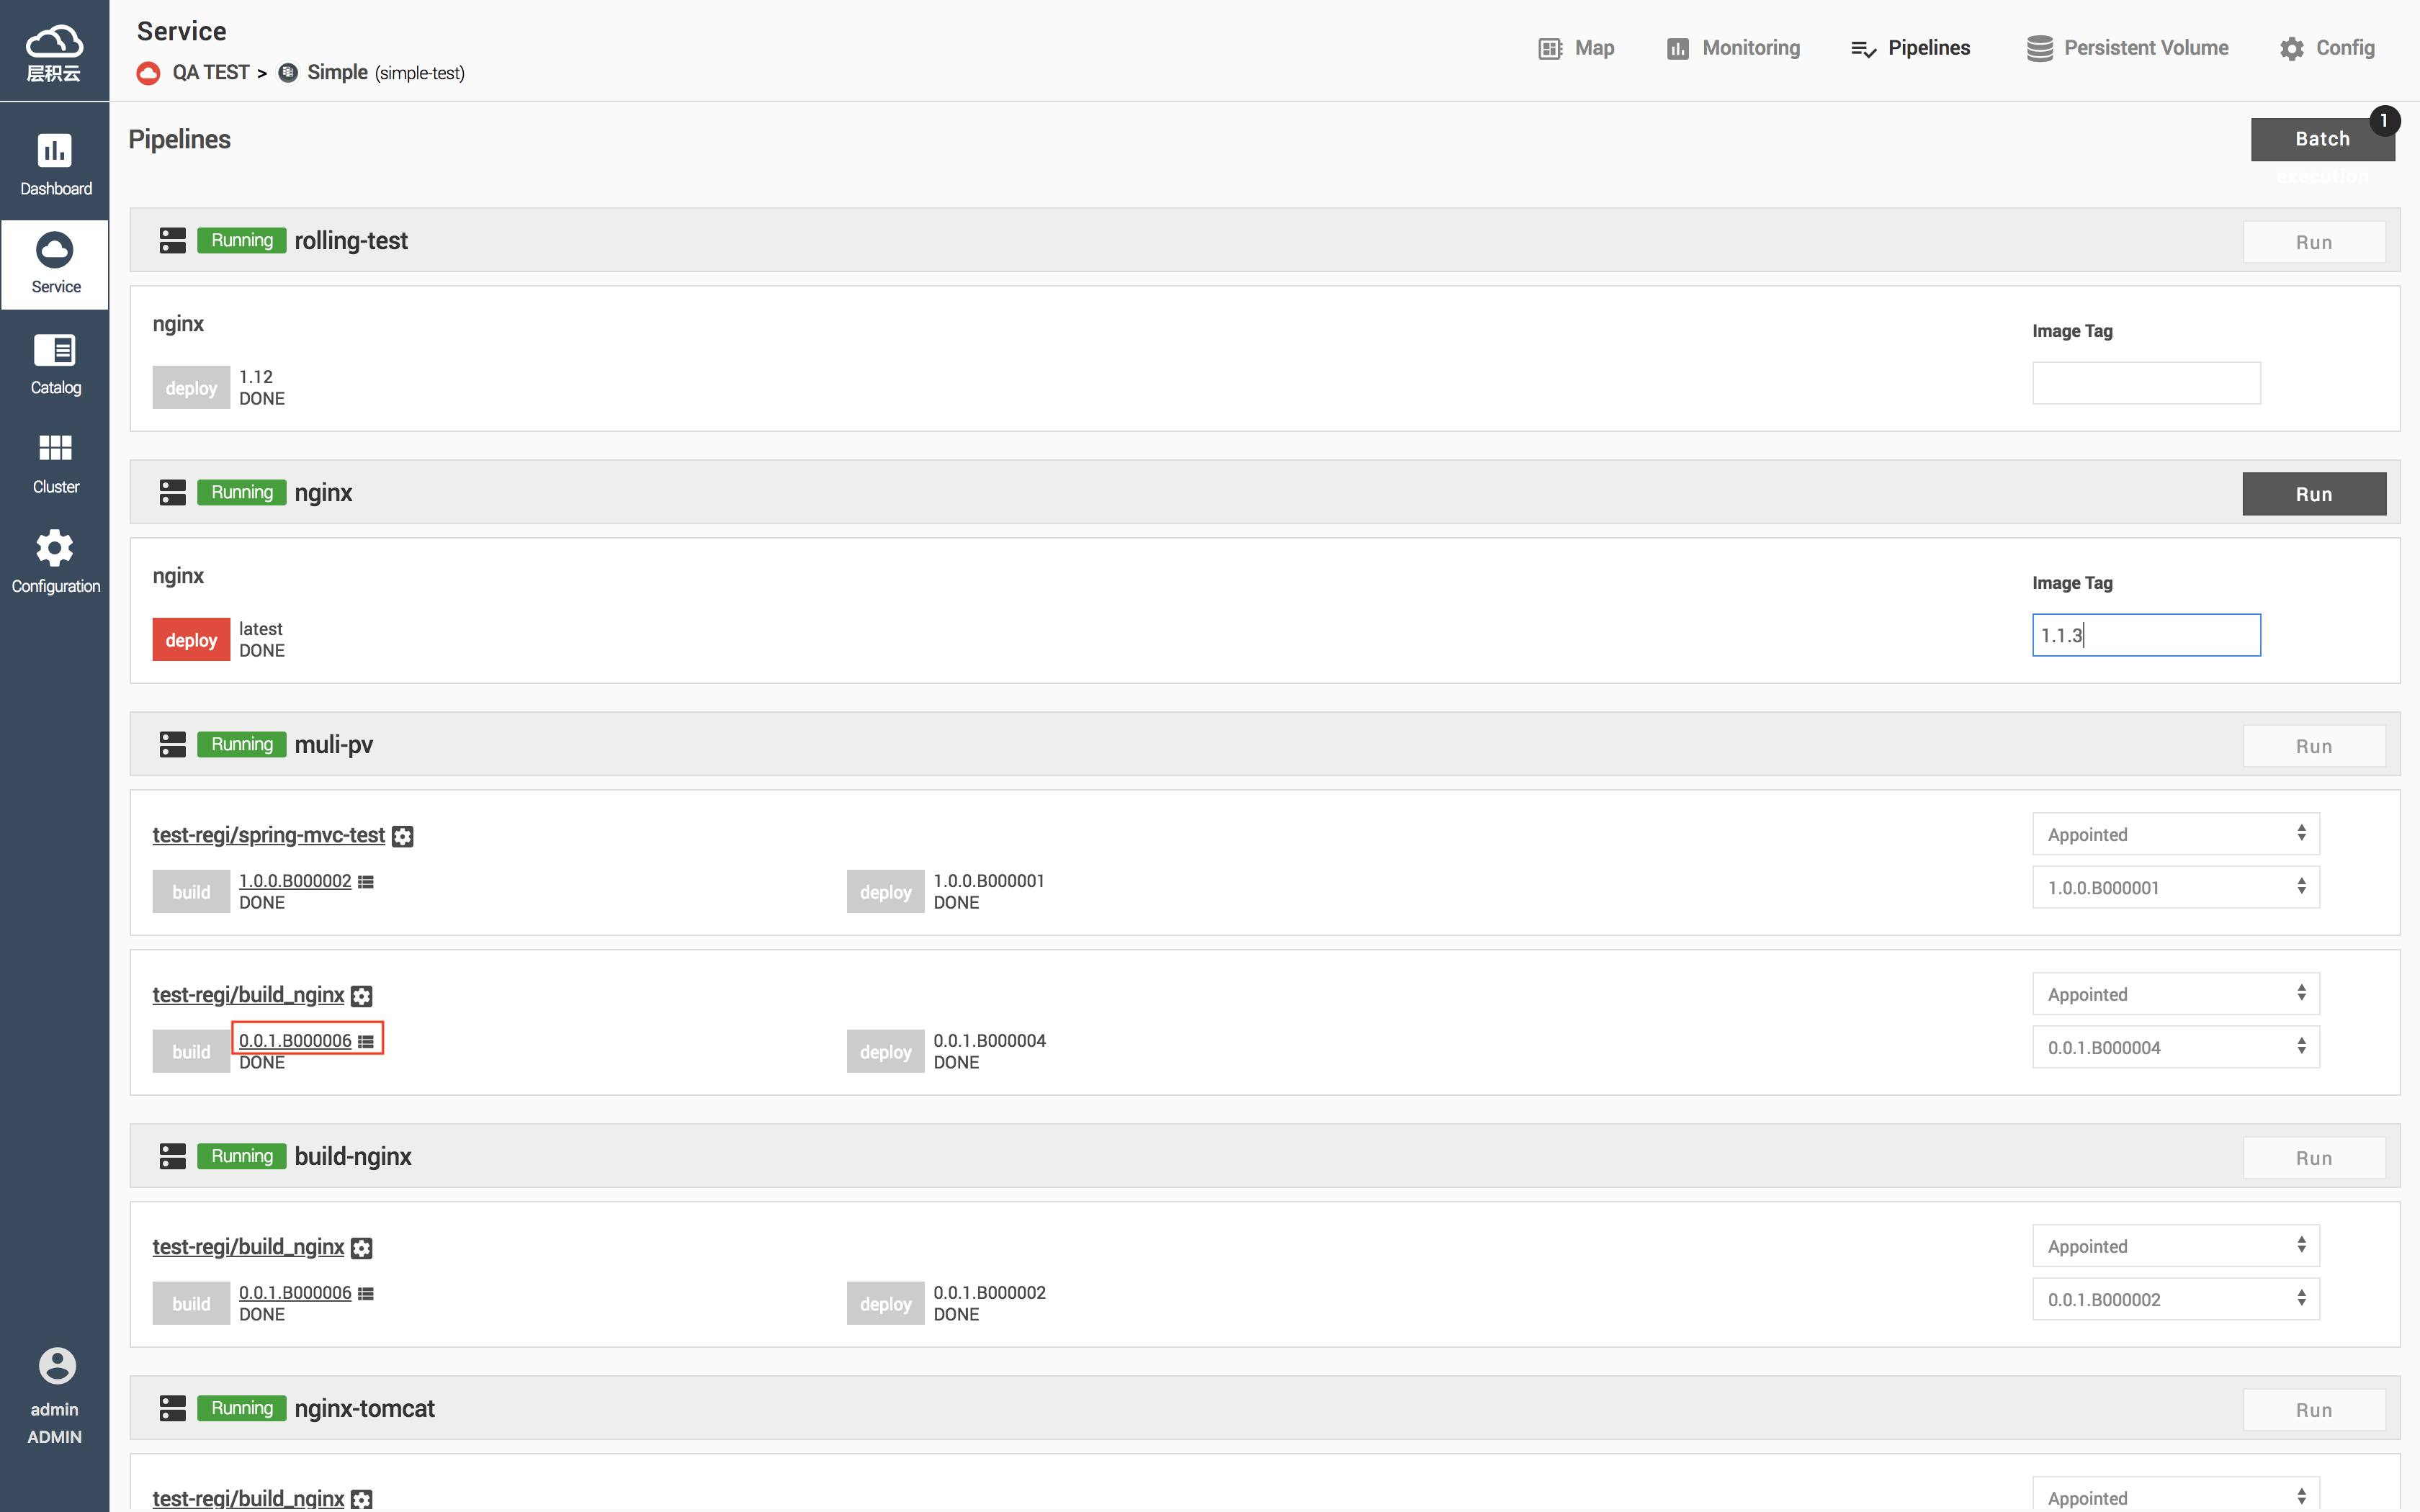 层积云
Service
QA TEST > Simple (simple-test)
Map
Monitoring
Pipelines
Persistent Volume
Config
Dashboard
Service
Catalog
Cluster
Configuration
admin
ADMIN
Pipelines
Batch
execution
1
Running rolling-test
Run
nginx
Image Tag
deploy
1.12
DONE
Running nginx
Run
nginx
Image Tag
deploy
latest
DONE
1.1.3
Running muli-pv
Run
test-regi/spring-mvc-test
Appointed
build
1.0.0.B000002
DONE
deploy
1.0.0.B000001
DONE
1.0.0.B000001
test-regi/build_nginx
Appointed
build
0.0.1.B000006
DONE
deploy
0.0.1.B000004
DONE
0.0.1.B000004
Running build-nginx
Run
test-regi/build_nginx
Appointed
build
0.0.1.B000006
DONE
deploy
0.0.1.B000002
DONE
0.0.1.B000002
Running nginx-tomcat
Run
test-regi/build_nginx
Appointed